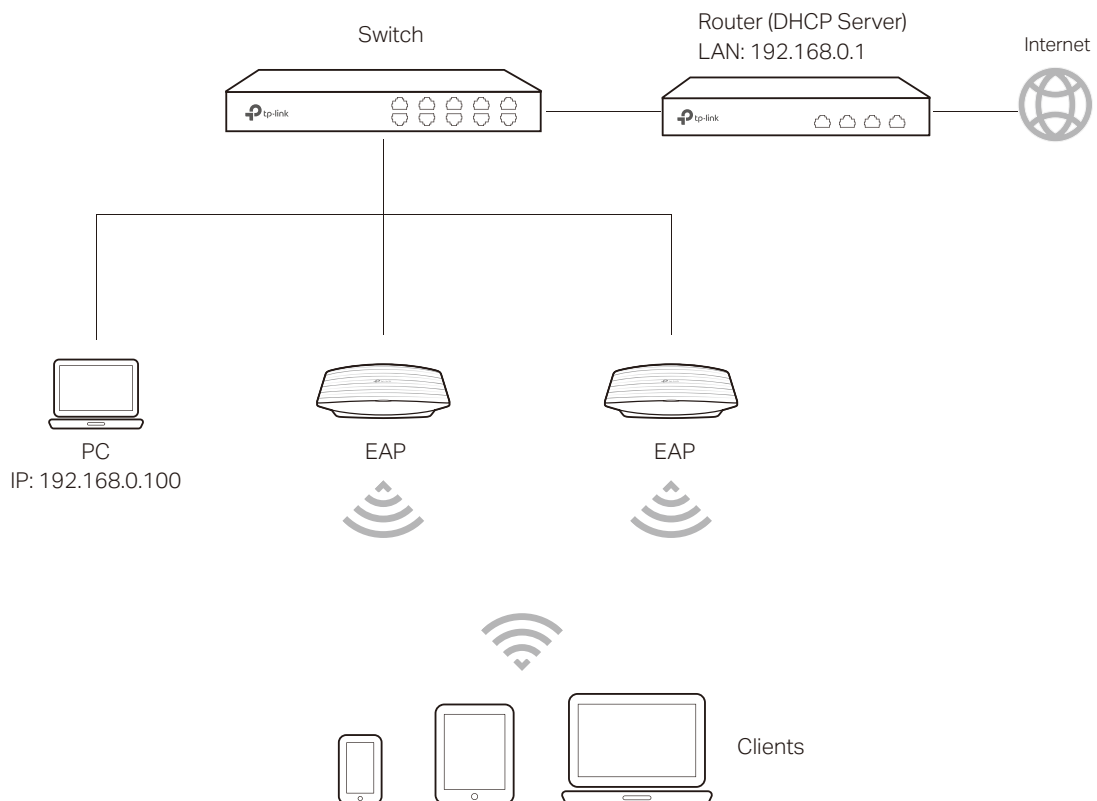 Switch
Router (DHCP Server)
LAN: 192.168.0.1
Internet
tp-link
tp-link
PC
IP: 192.168.0.100
EAP
EAP
Clients